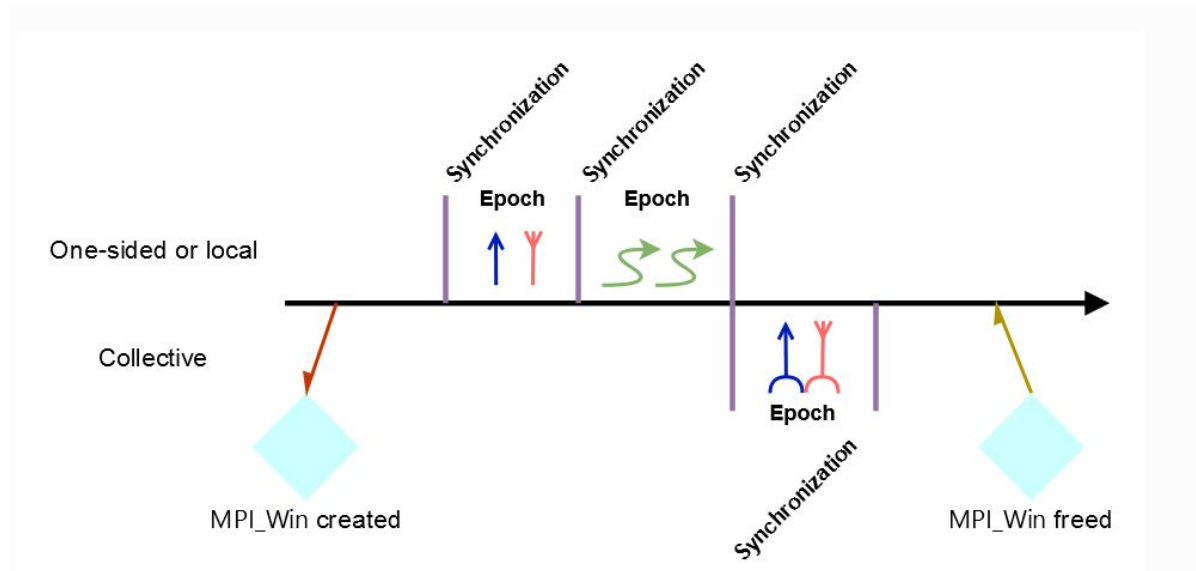 Synchronization
Synchronization
Synchronization
Epoch
Epoch
One-sided or local
Collective
Epoch
Synchronization
MPI_Win created
MPI_Win freed